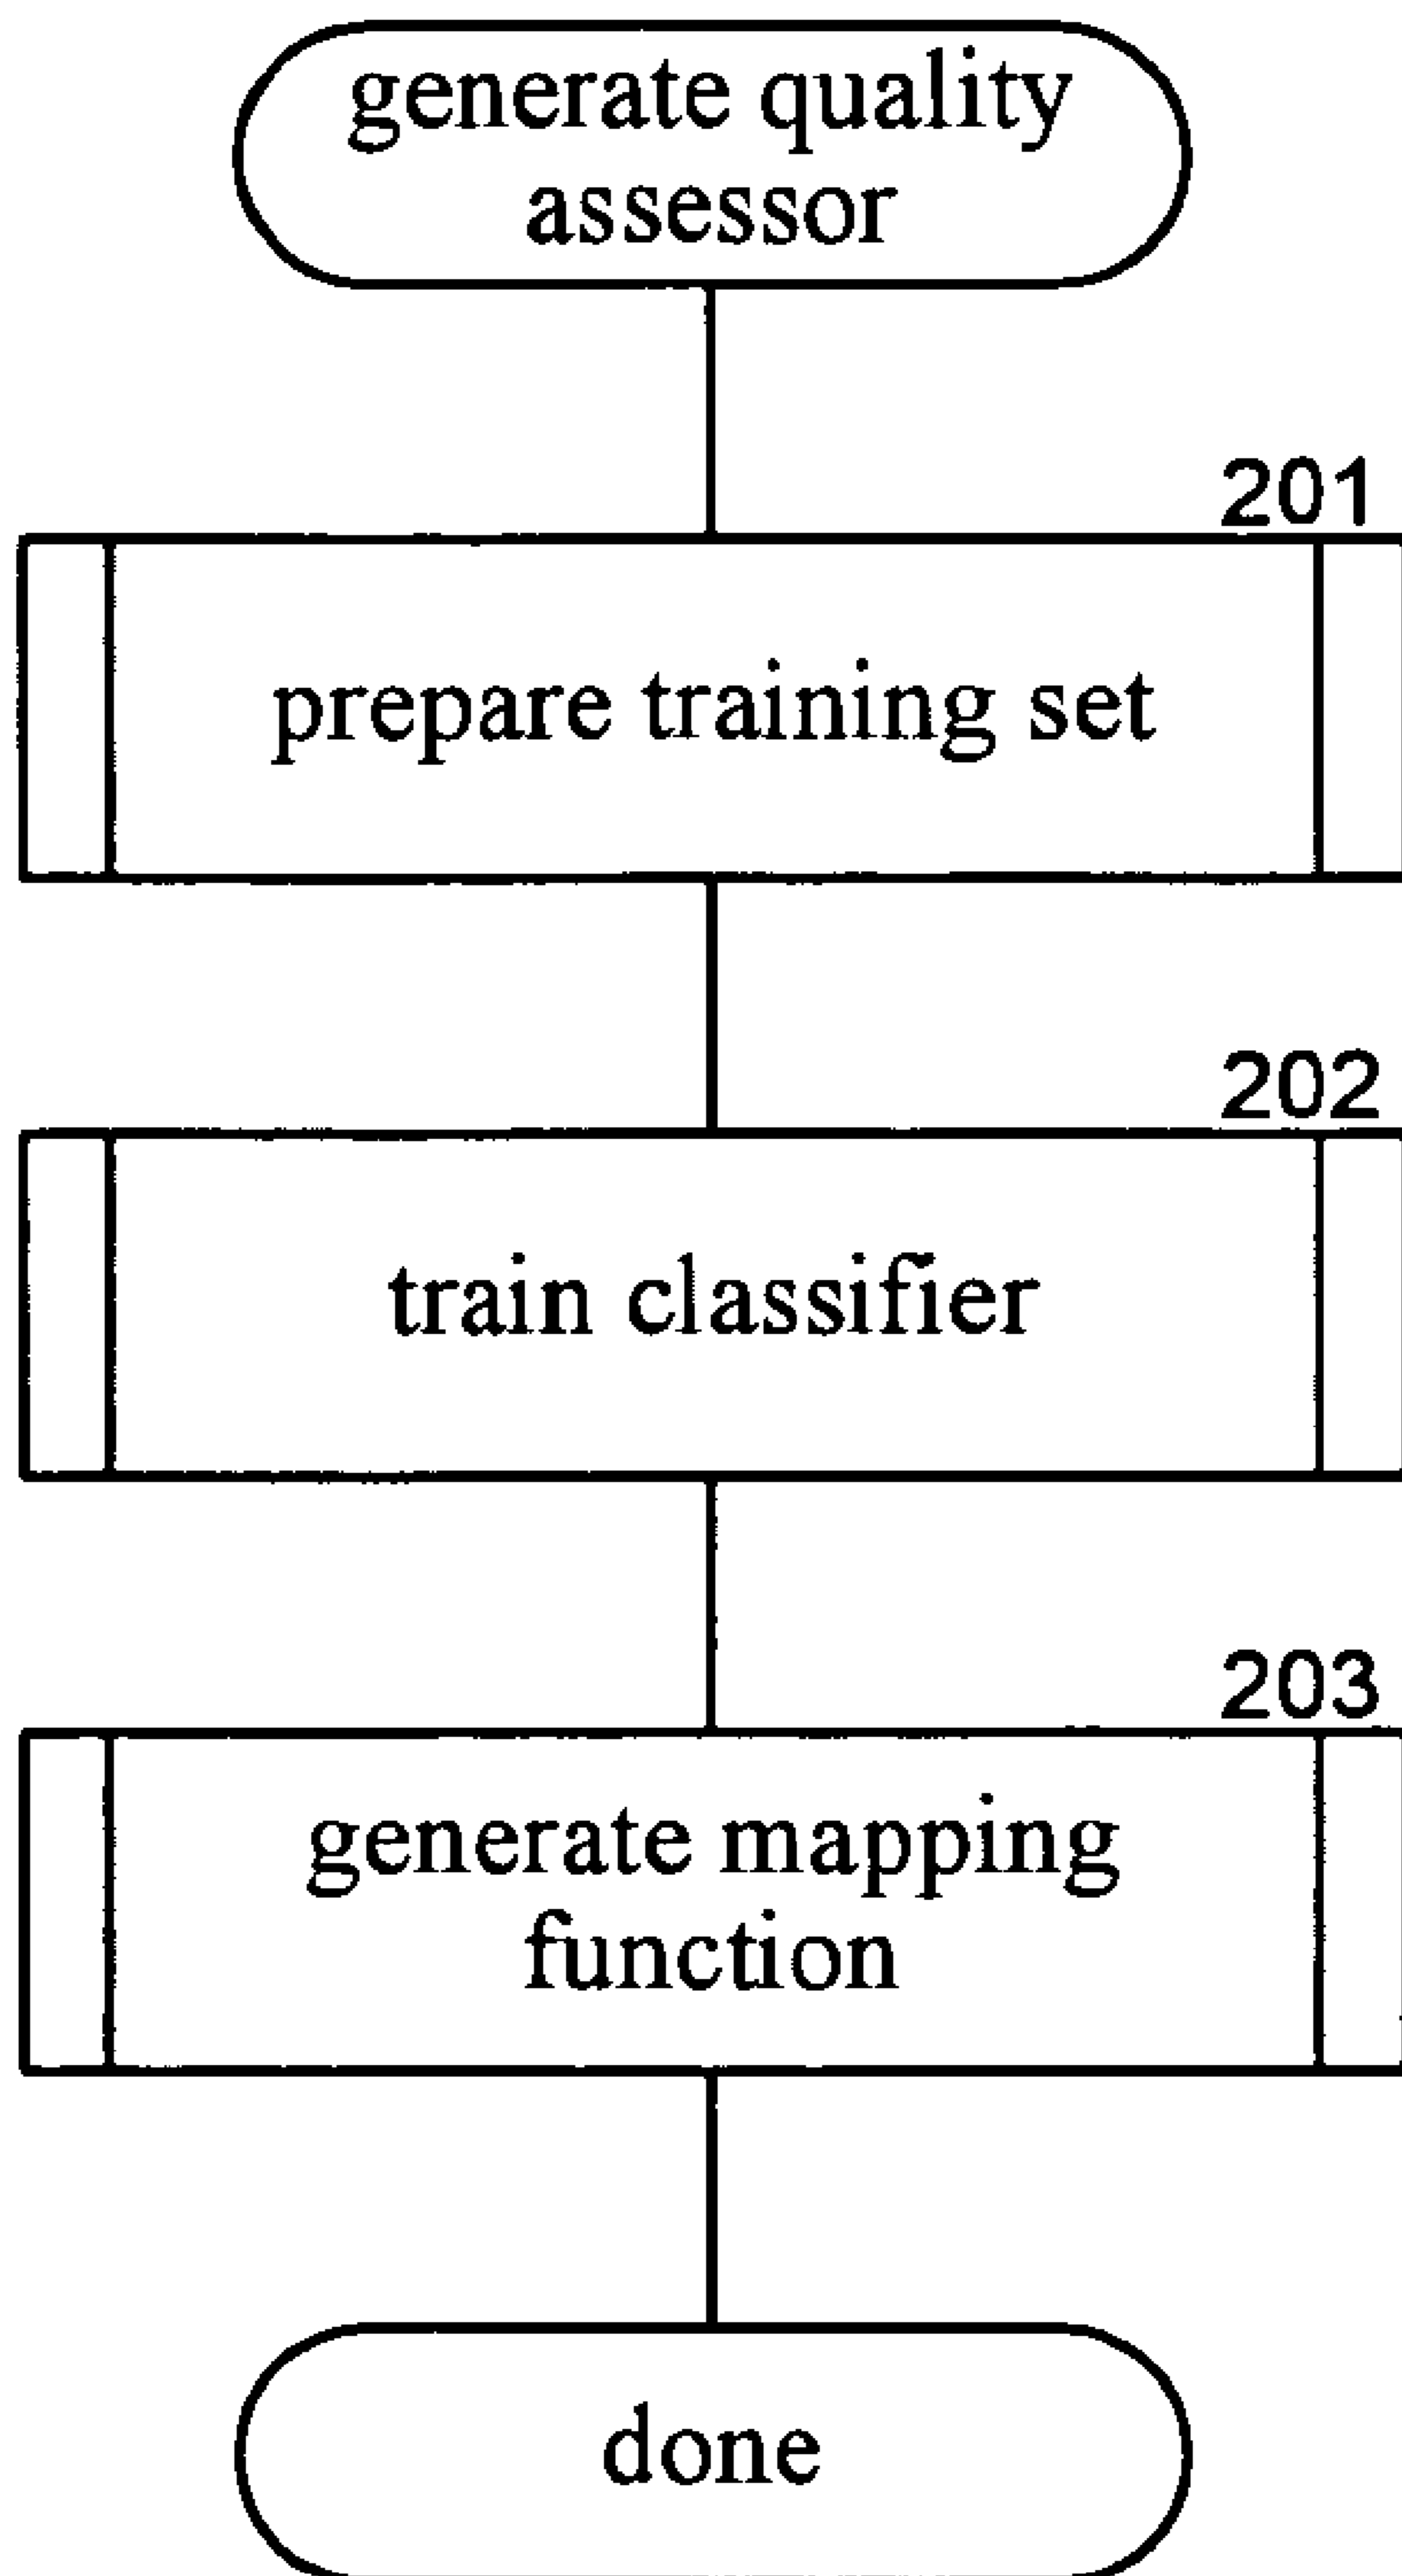 generate quality
assessor
201
prepare training set
202
train classifier
203
generate mapping
function
done